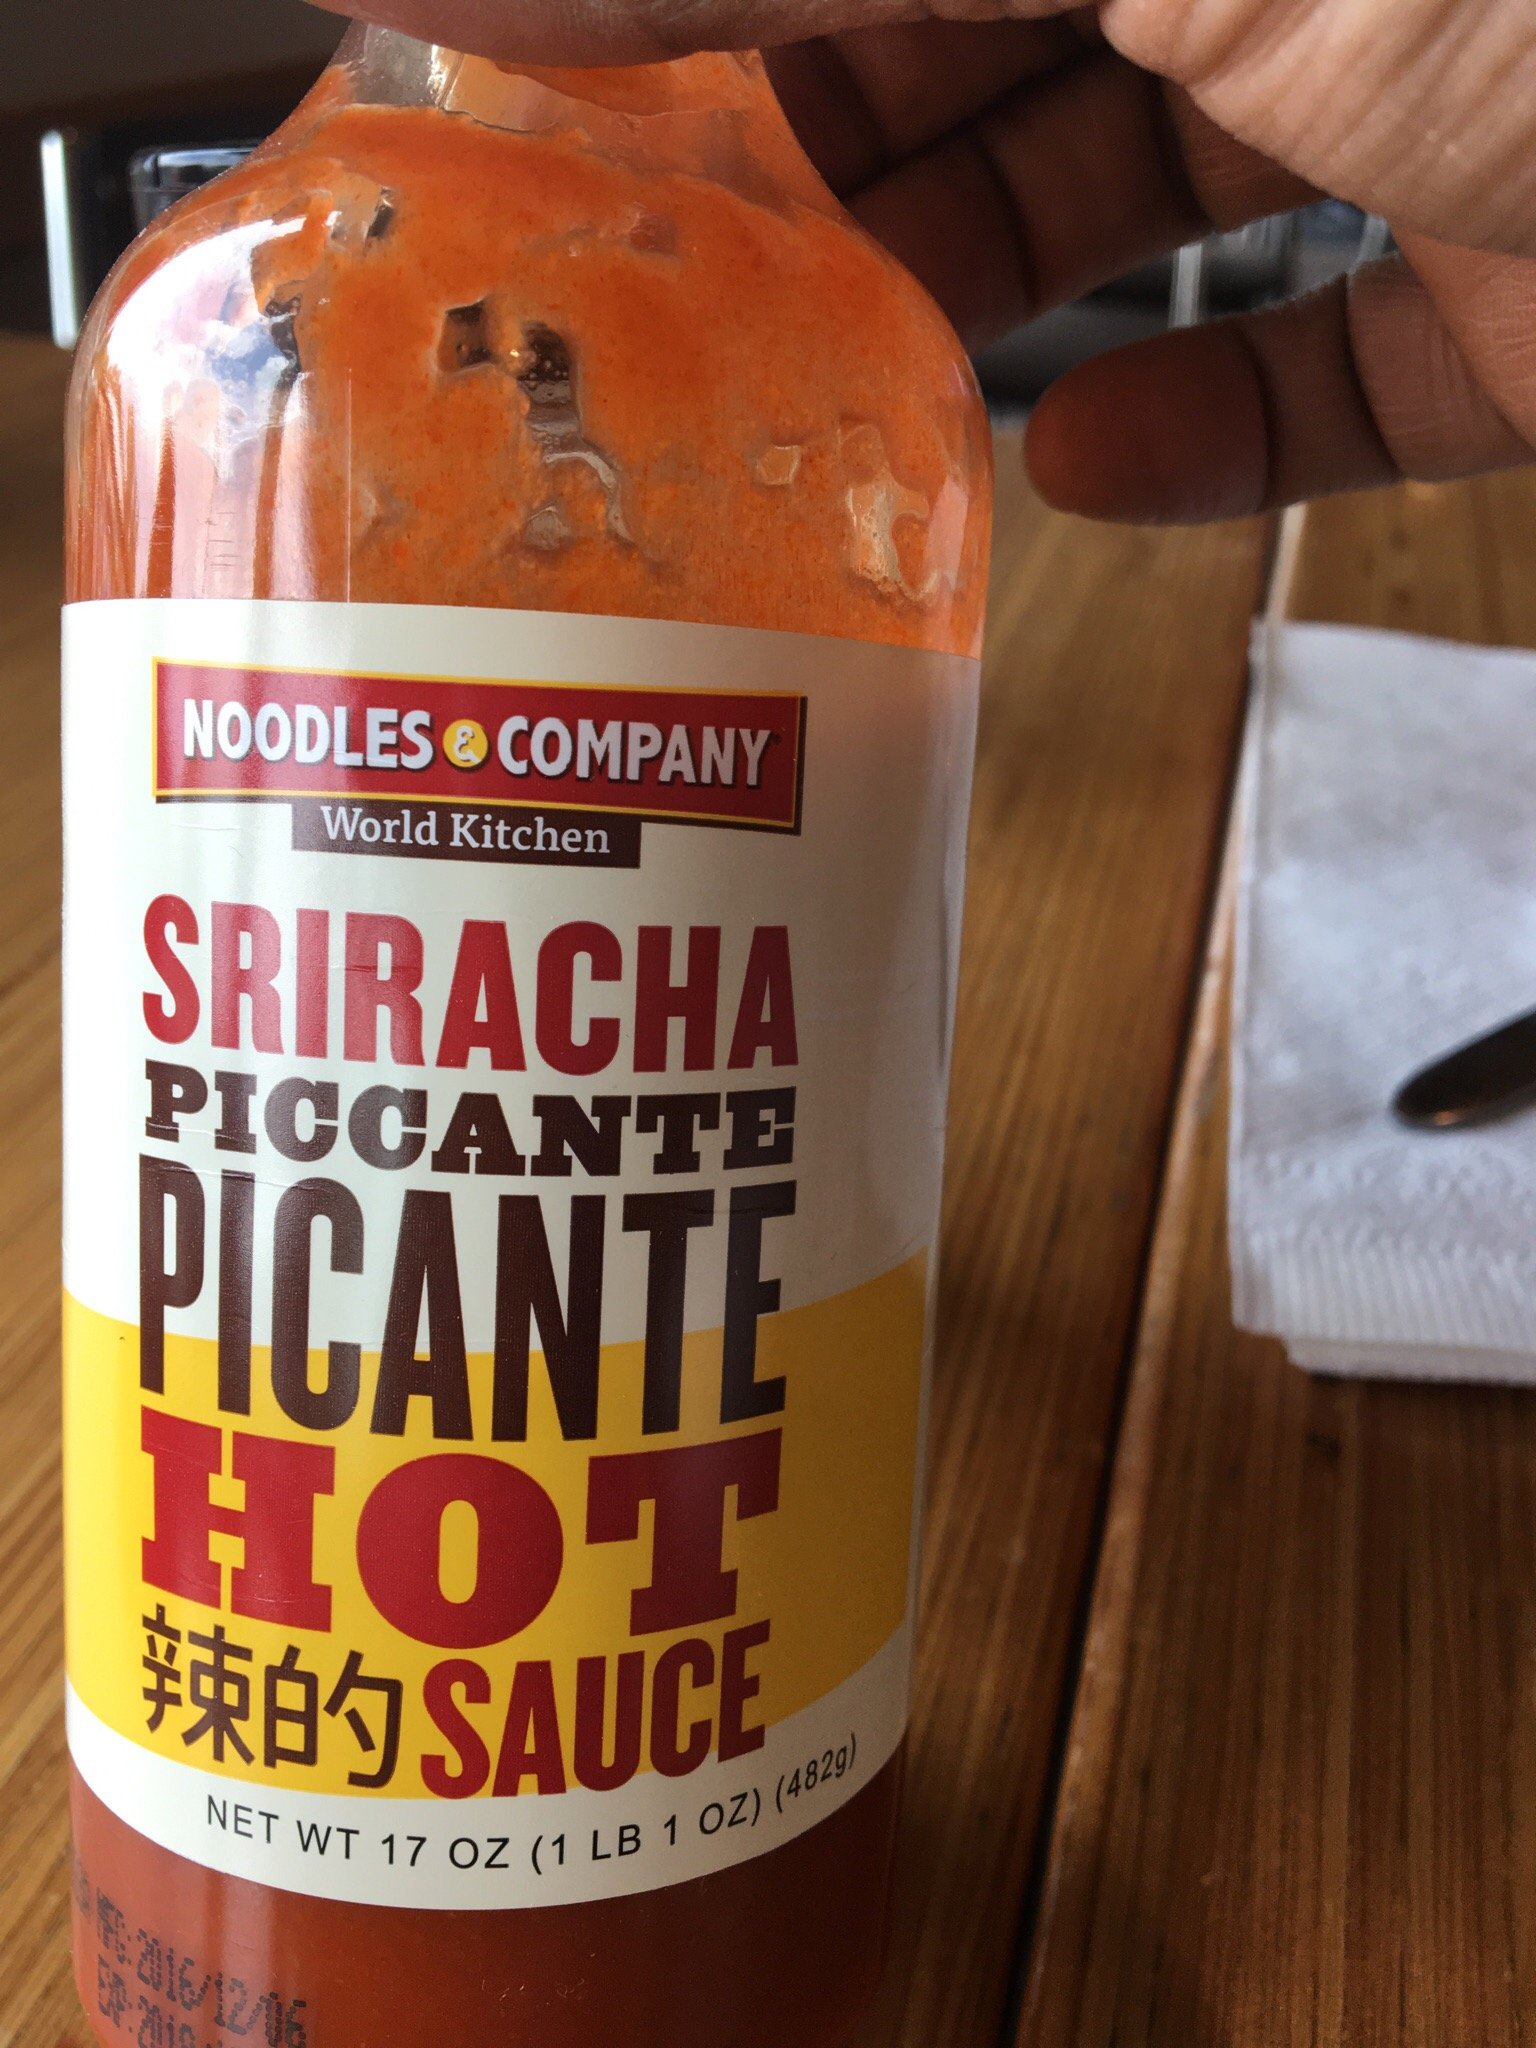 NOODLES & COMPANY
World Kitchen
SRIRACHA
PICCANTE
PICANTE
HOT
辣的 SAUCE
NET WT 17 OZ (1 LB 1 OZ) (482g)